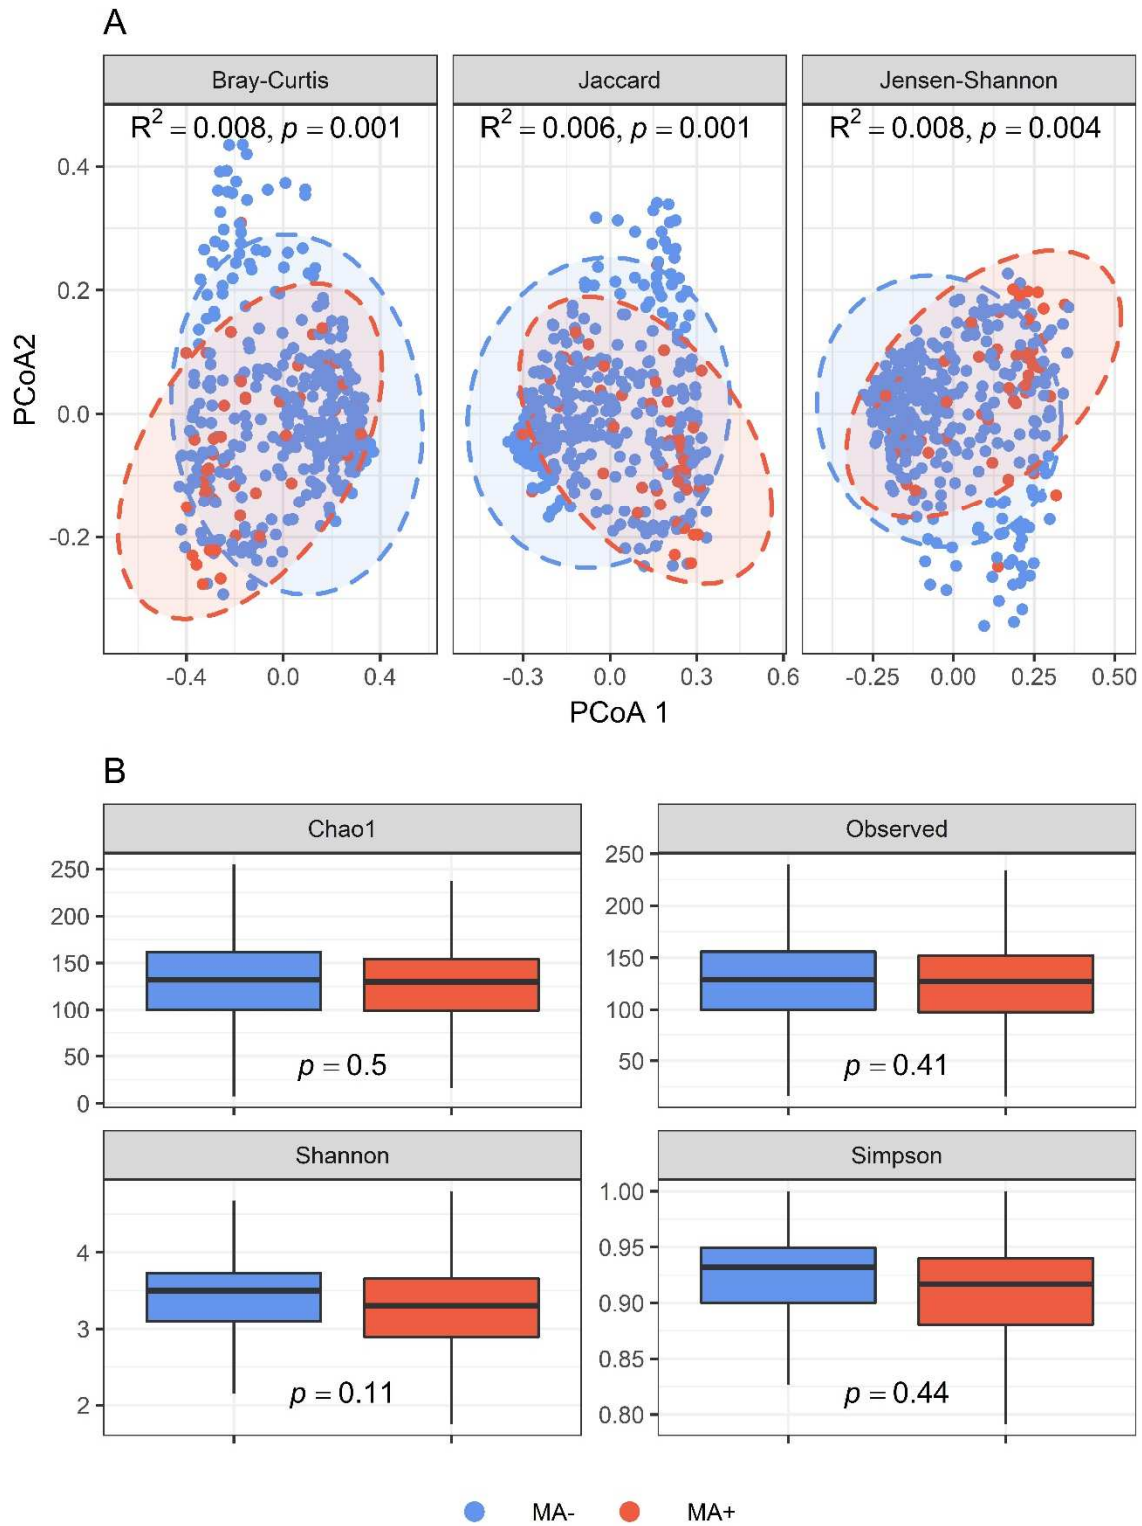 A
Bray-Curtis Jaccard Jensen-Shannon
R² = 0.008, p = 0.001 R² = 0.006, p = 0.001 R² = 0.008, p = 0.004
0.4
0.2
0.0
-0.2
PCoA2
-0.4 0.0 0.4 -0.3 0.0 0.3 0.6 -0.25 0.00 0.25 0.50
PCoA 1
B
Chao1 Observed
250
200
150
100
50
0
p = 0.5
250
200
150
100
50
p = 0.41
Shannon Simpson
4
3
2
p = 0.11
1.00
0.95
0.90
0.85
0.80
p = 0.44
MA- MA+